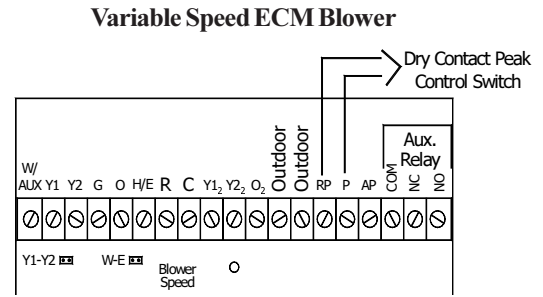 Variable Speed ECM Blower
Dry Contact Peak
Control Switch
Aux.
Relay
W/
AUX Y1 Y2 G O H/E R C Y1₂ Y2₂ O₂ Outdoor Outdoor RP P AP COM NC NO
Y1-Y2 W-E Blower
Speed